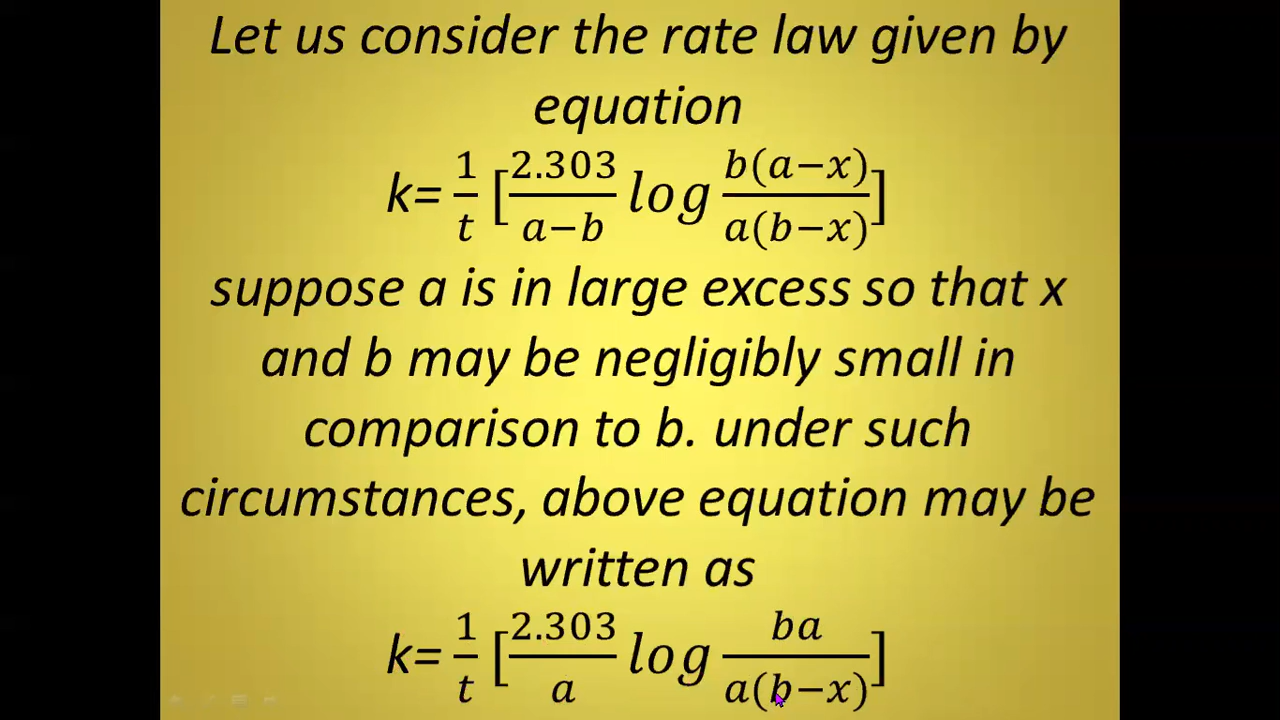 Let us consider the rate law given by
equation
k= 1/t [2.303/(a−b) log b(a−x)/a(b−x)]
suppose a is in large excess so that x
and b may be negligibly small in
comparison to b. under such
circumstances, above equation may be
written as
k= 1/t [2.303/a log ba/a(b−x)]